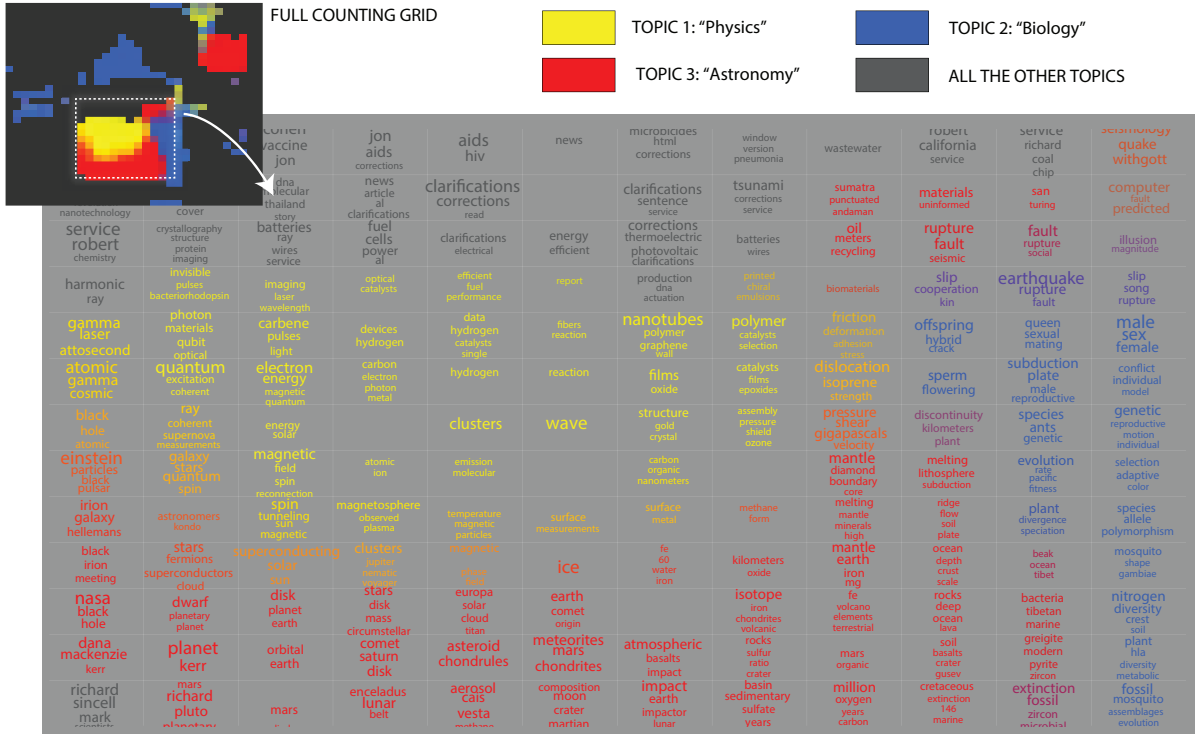 FULL COUNTING GRID
TOPIC 1: “Physics”
TOPIC 2: “Biology”
TOPIC 3: “Astronomy”
ALL THE OTHER TOPICS
vaccine
jon
jon
aids
corrections
aids
hiv
news
microbicides
html
corrections
window
version
pneumonia
wastewater
robert
california
service
service
richard
coal
chip
seismology
quake
withgott
nanotechnology
cover
dna
molecular
thailand
story
news
article
al
clarifications
clarifications
corrections
read
clarifications
sentence
service
tsunami
corrections
service
sumatra
punctuated
andaman
materials
uninformed
san
turing
computer
fault
predicted
service
robert
chemistry
crystallography
structure
protein
imaging
batteries
ray
wires
service
fuel
cells
power
al
clarifications
electrical
energy
efficient
corrections
thermoelectric
photovoltaic
clarifications
batteries
wires
oil
meters
recycling
rupture
fault
seismic
fault
rupture
social
illusion
magnitude
harmonic
ray
invisible
pulses
bacteriorhodopsin
imaging
laser
wavelength
optical
catalysts
efficient
fuel
performance
report
production
dna
actuation
printed
chiral
emulsions
biomaterials
slip
cooperation
kin
earthquake
rupture
fault
slip
song
rupture
gamma
laser
attosecond
photon
materials
qubit
optical
carbene
pulses
light
devices
hydrogen
data
hydrogen
catalysts
single
fibers
reaction
nanotubes
polymer
graphene
wall
polymer
catalysts
selection
friction
deformation
adhesion
stress
offspring
hybrid
crack
queen
sexual
mating
male
sex
female
atomic
gamma
cosmic
quantum
excitation
coherent
electron
energy
magnetic
quantum
carbon
electron
photon
metal
hydrogen
reaction
films
oxide
catalysts
films
epoxides
dislocation
isoprene
strength
sperm
flowering
subduction
plate
male
reproductive
conflict
individual
model
black
hole
atomic
ray
coherent
supernova
measurements
energy
solar
clusters
wave
structure
gold
crystal
assembly
pressure
shield
ozone
pressure
shear
gigapascals
velocity
discontinuity
kilometers
plant
species
ants
genetic
genetic
reproductive
motion
individual
einstein
particles
black
pulsar
galaxy
stars
quantum
spin
magnetic
field
spin
reconnection
atomic
ion
emission
molecular
carbon
organic
nanometers
mantle
diamond
boundary
core
melting
lithosphere
subduction
evolution
rate
pacific
fitness
selection
adaptive
color
irion
galaxy
hellemans
astronomers
kondo
spin
tunneling
sun
magnetic
magnetosphere
observed
plasma
temperature
magnetic
particles
surface
measurements
surface
metal
methane
form
melting
mantle
minerals
high
ridge
flow
soil
plate
plant
divergence
speciation
species
allele
polymorphism
black
irion
meeting
stars
fermions
superconductors
cloud
superconducting
solar
clusters
jupiter
nematic
voyager
magnetic
ice
fe
60
water
iron
kilometers
oxide
mantle
earth
iron
mg
ocean
depth
crust
scale
beak
ocean
tibet
mosquito
shape
gambiae
nasa
black
hole
dwarf
planetary
planet
disk
planet
earth
stars
disk
mass
circumstellar
europa
solar
cloud
titan
earth
comet
origin
isotope
iron
chondrites
volcanic
fe
volcano
elements
terrestrial
rocks
deep
ocean
lava
bacteria
tibetan
marine
nitrogen
diversity
crest
soil
dana
mackenzie
kerr
planet
kerr
orbital
earth
comet
saturn
disk
asteroid
chondrules
meteorites
mars
chondrites
atmospheric
basalts
impact
rocks
sulfur
ratio
crater
mars
organic
soil
basalts
crater
gusev
greigite
modern
pyrite
zircon
plant
hla
diversity
metabolic
richard
sincell
mark
scientists
mars
richard
pluto
planetary
mars
enceladus
lunar
belt
aerosol
cais
vesta
methane
composition
moon
crater
martian
impact
earth
impactor
lunar
basin
sedimentary
sulfate
years
million
oxygen
years
carbon
cretaceous
extinction
146
marine
extinction
fossil
zircon
microbial
fossil
mosquito
assemblages
evolution